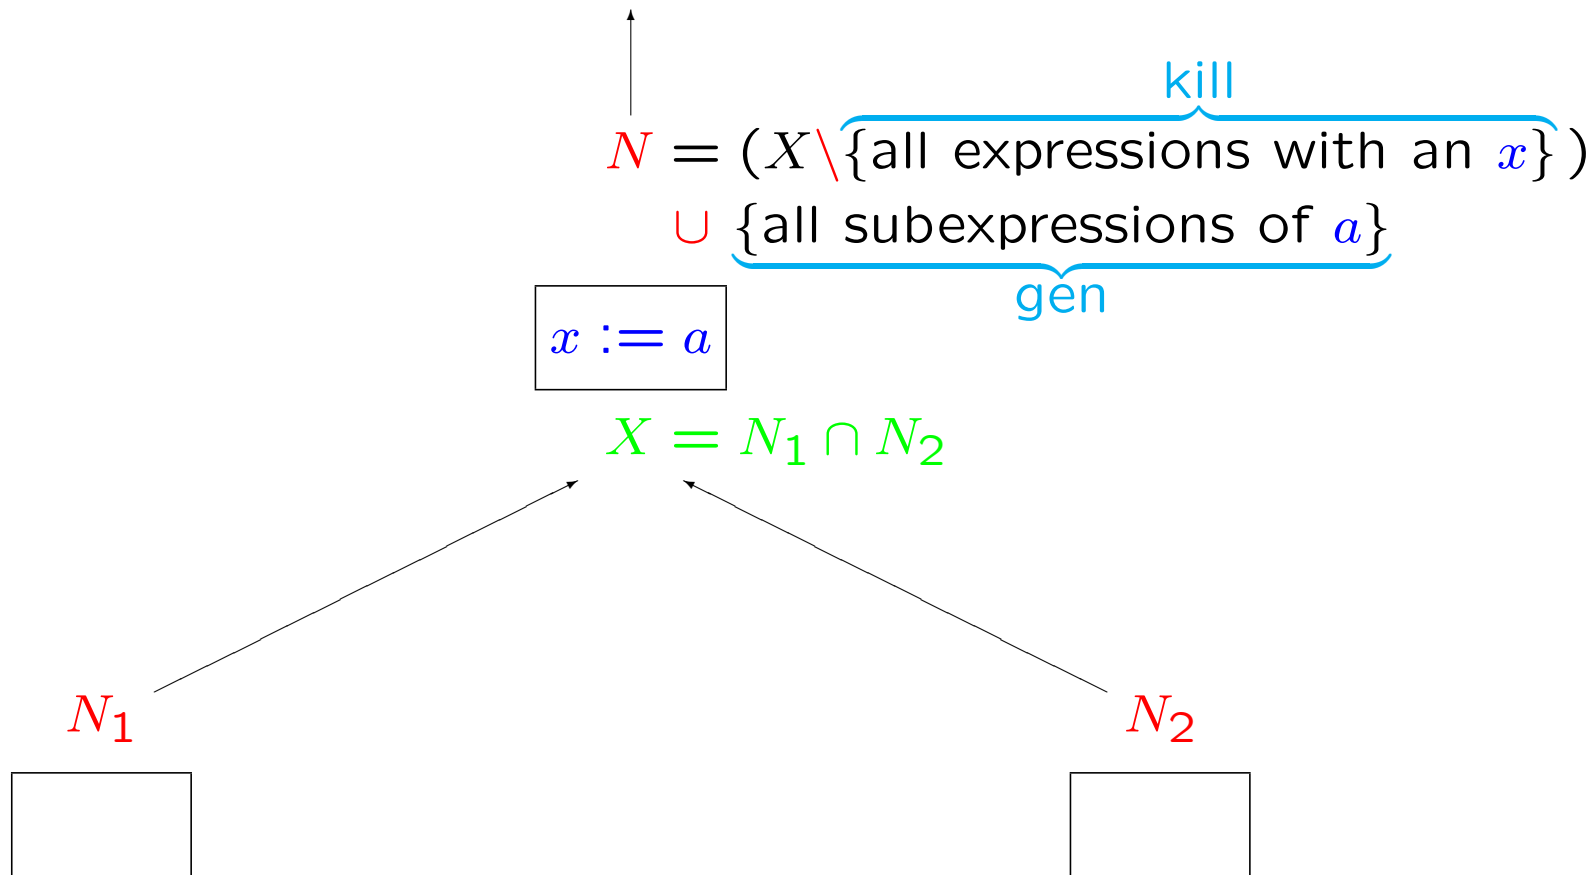 kill
N = (X\{all expressions with an x})
∪ {all subexpressions of a}
gen
x := a
X = N₁ ∩ N₂
N₁ N₂